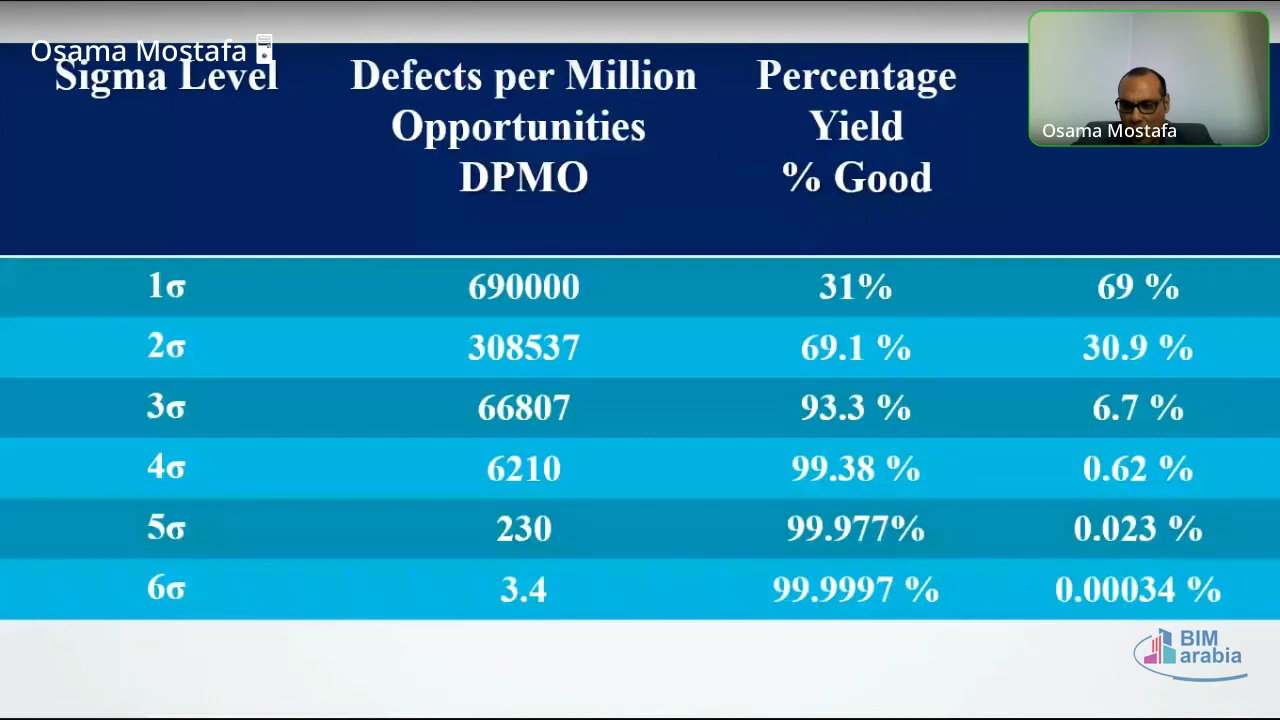 Osama Mostafa
Sigma Level
Defects per Million
Opportunities
DPMO
Percentage
Yield
% Good
Osama Mostafa
1σ 690000 31% 69 %
2σ 308537 69.1 % 30.9 %
3σ 66807 93.3 % 6.7 %
4σ 6210 99.38 % 0.62 %
5σ 230 99.977% 0.023 %
6σ 3.4 99.9997 % 0.00034 %
BIM
arabia